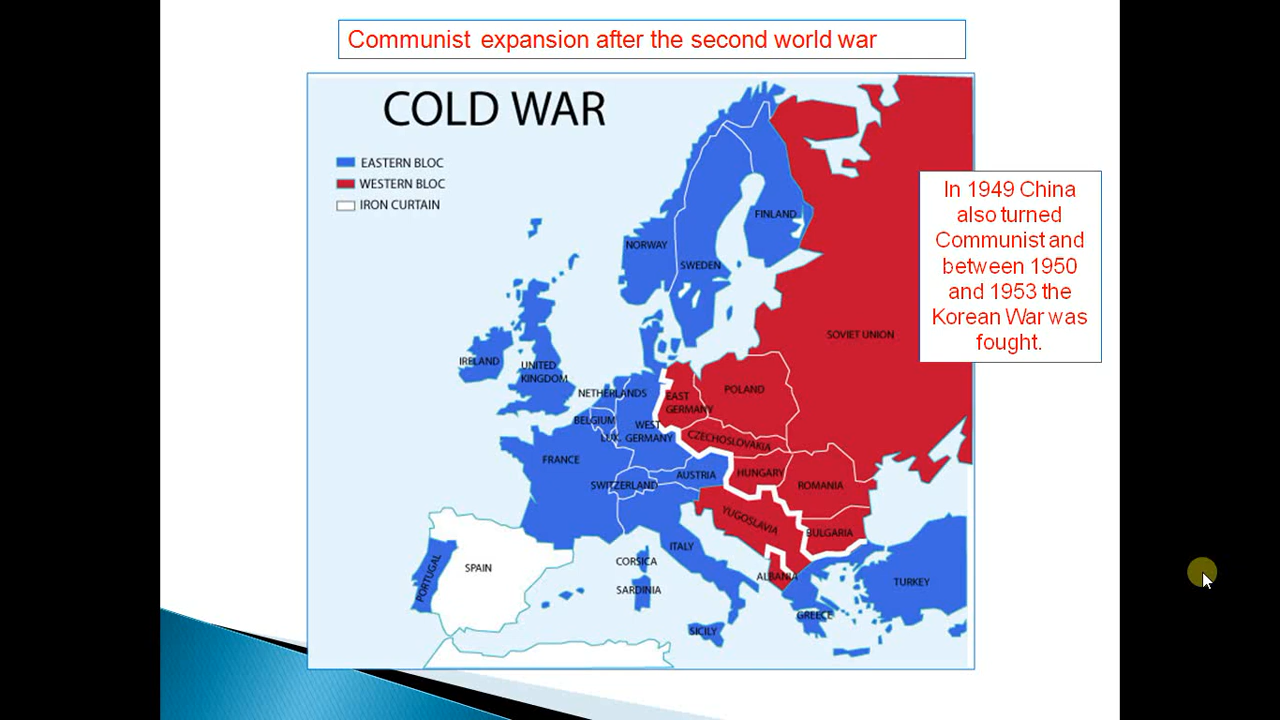 Communist expansion after the second world war
COLD WAR
EASTERN BLOC
WESTERN BLOC
IRON CURTAIN
In 1949 China
also turned
Communist and
between 1950
and 1953 the
Korean War was
fought.
FINLAND
NORWAY
SWEDEN
SOVIET UNION
IRELAND
UNITED
KINGDOM
NETHERLANDS
POLAND
EAST
GERMANY
BELGIUM
WEST
GERMANY
LUX.
CZECHOSLOVAKIA
FRANCE
AUSTRIA
HUNGARY
SWITZERLAND
ROMANIA
YUGOSLAVIA
BULGARIA
ITALY
CORSICA
SPAIN
PORTUGAL
ALBANIA
TURKEY
SARDINIA
GREECE
SICILY